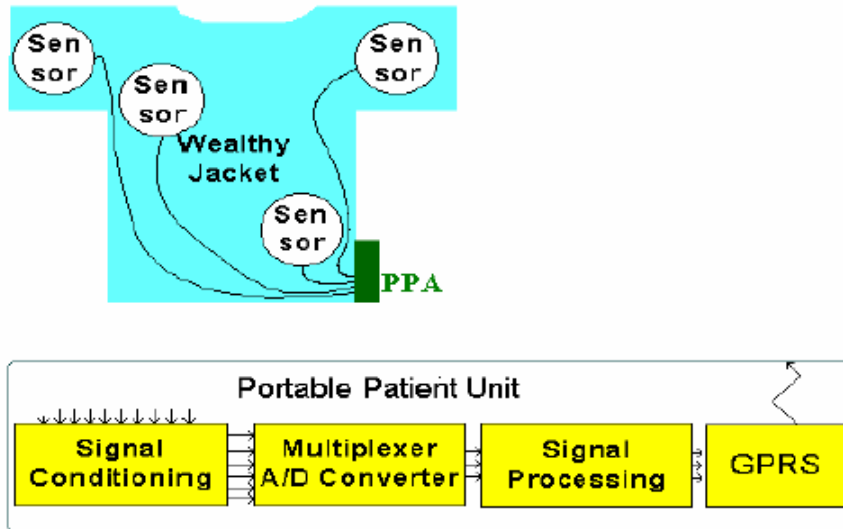 Sen
sor
Sen
sor
Sen
sor
Wealthy
Jacket
Sen
sor
PPA
Portable Patient Unit
Signal
Conditioning
Multiplexer
A/D Converter
Signal
Processing
GPRS